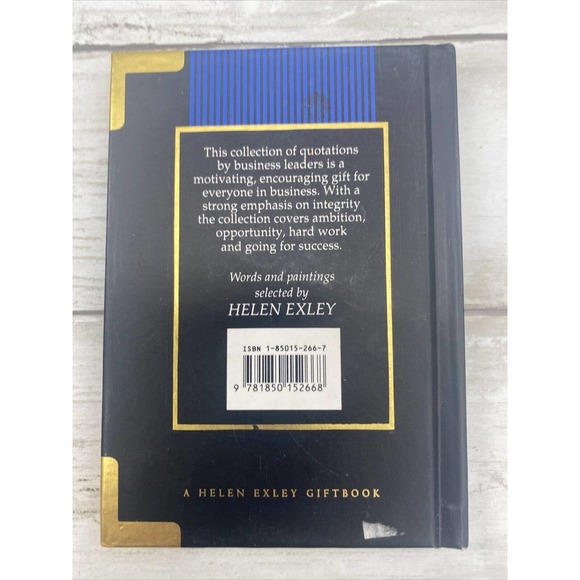 This collection of quotations
by business leaders is a
motivating, encouraging gift for
everyone in business. With a
strong emphasis on integrity
the collection covers ambition,
opportunity, hard work
and going for success.
Words and paintings
selected by
HELEN EXLEY
ISBN 1-85015-266-7
9 781850 152668
A HELEN EXLEY GIFTBOOK